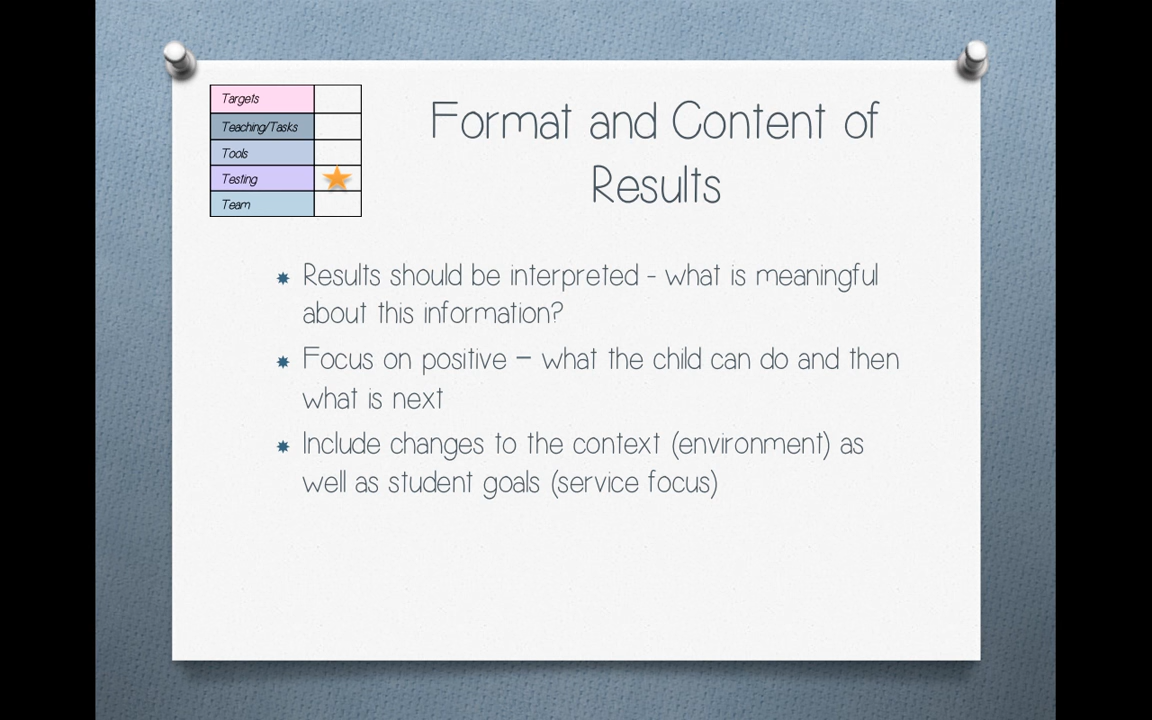 Targets
Teaching/Tasks
Tools
Testing
Team
Format and Content of
Results
Results should be interpreted - what is meaningful
about this information?
Focus on positive – what the child can do and then
what is next
Include changes to the context (environment) as
well as student goals (service focus)